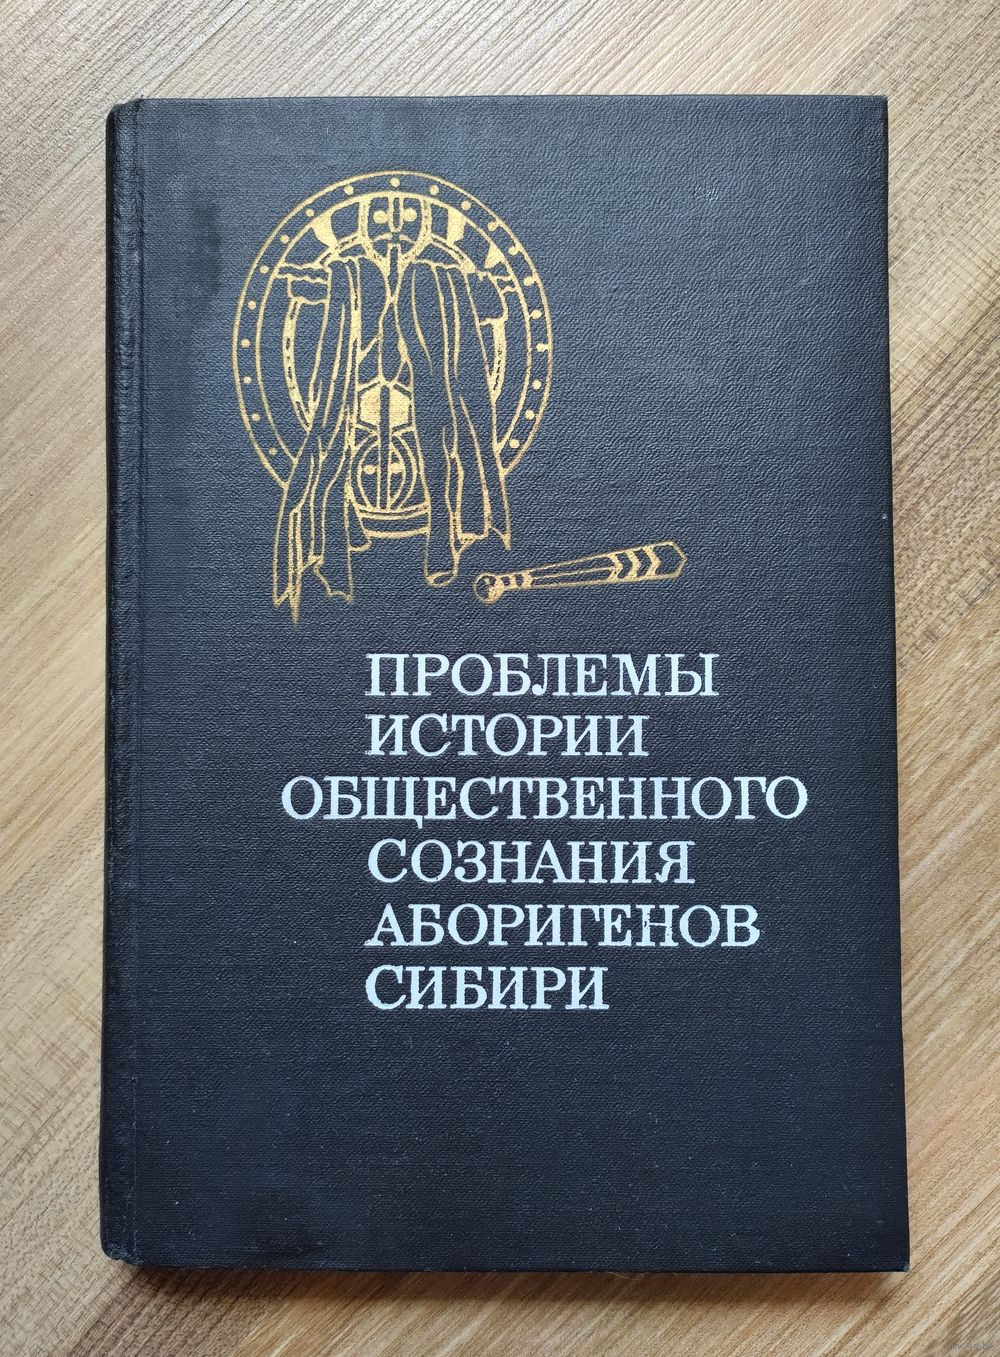 ПРОБЛЕМЫ
ИСТОРИИ
ОБЩЕСТВЕННОГО
СОЗНАНИЯ
АБОРИГЕНОВ
СИБИРИ